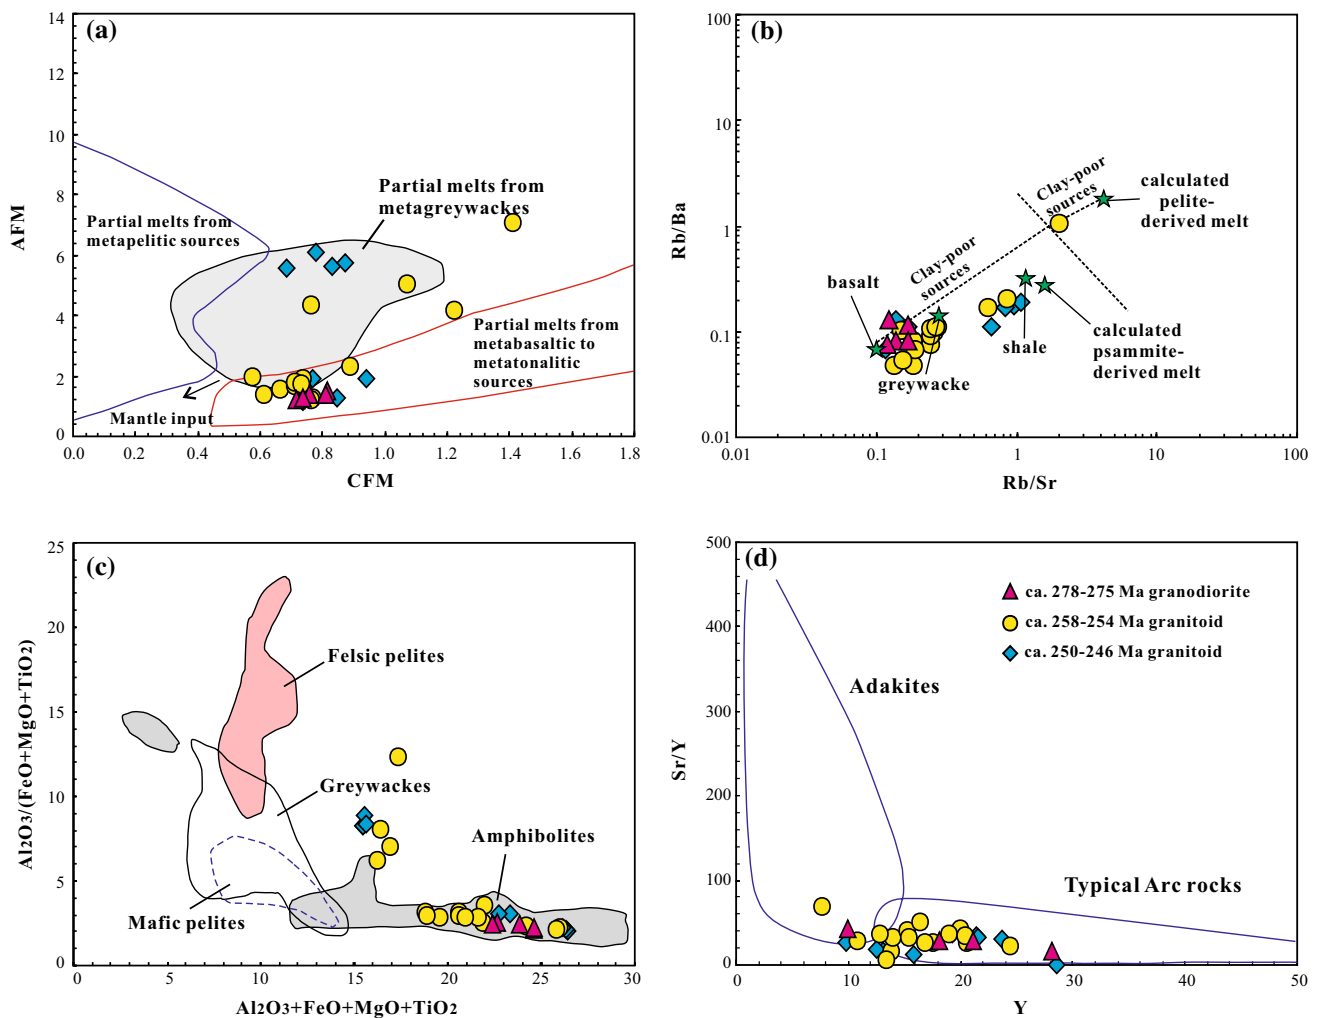 (a)
14
12
10
8
6
4
2
0
AFM
Partial melts from
metapelitic sources
Partial melts from
metagreywackes
Partial melts from
metabasaltic to
metatonalitic
sources
Mantle input
0.0 0.2 0.4 0.6 0.8 1.0 1.2 1.4 1.6 1.8
CFM
(b)
100
10
1
0.1
0.01
Rb/Ba
Clay-poor
sources
calculated
pelite-
derived melt
Clay-poor
sources
basalt
shale
greywacke
calculated
psammite-
derived melt
0.01 0.1 1 10 100
Rb/Sr
(c)
25
20
15
10
5
0
Al2O3/(FeO+MgO+TiO2)
Felsic pelites
Greywackes
Amphibolites
Mafic pelites
0 5 10 15 20 25 30
Al2O3+FeO+MgO+TiO2
(d)
500
400
300
200
100
0
Sr/Y
ca. 278-275 Ma granodiorite
ca. 258-254 Ma granitoid
ca. 250-246 Ma granitoid
Adakites
Typical Arc rocks
0 10 20 30 40 50
Y